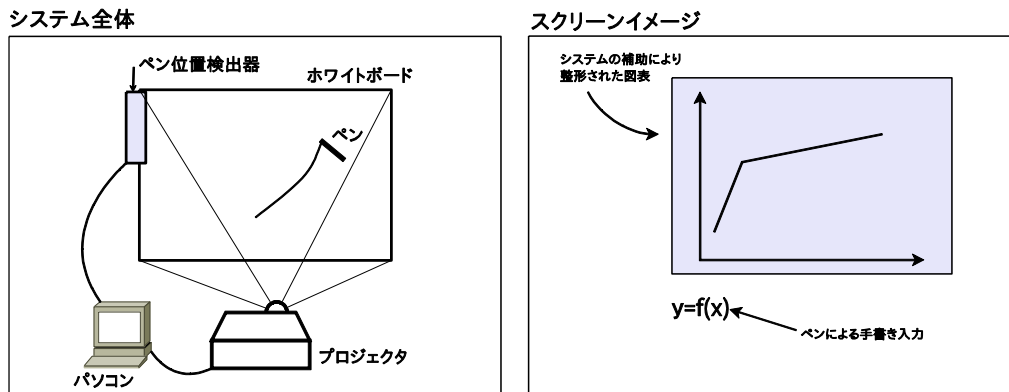 システム全体
ペン位置検出器
ホワイトボード
ペン
プロジェクタ
パソコン
スクリーンイメージ
システムの補助により
整形された図表
y=f(x)
ペンによる手書き入力